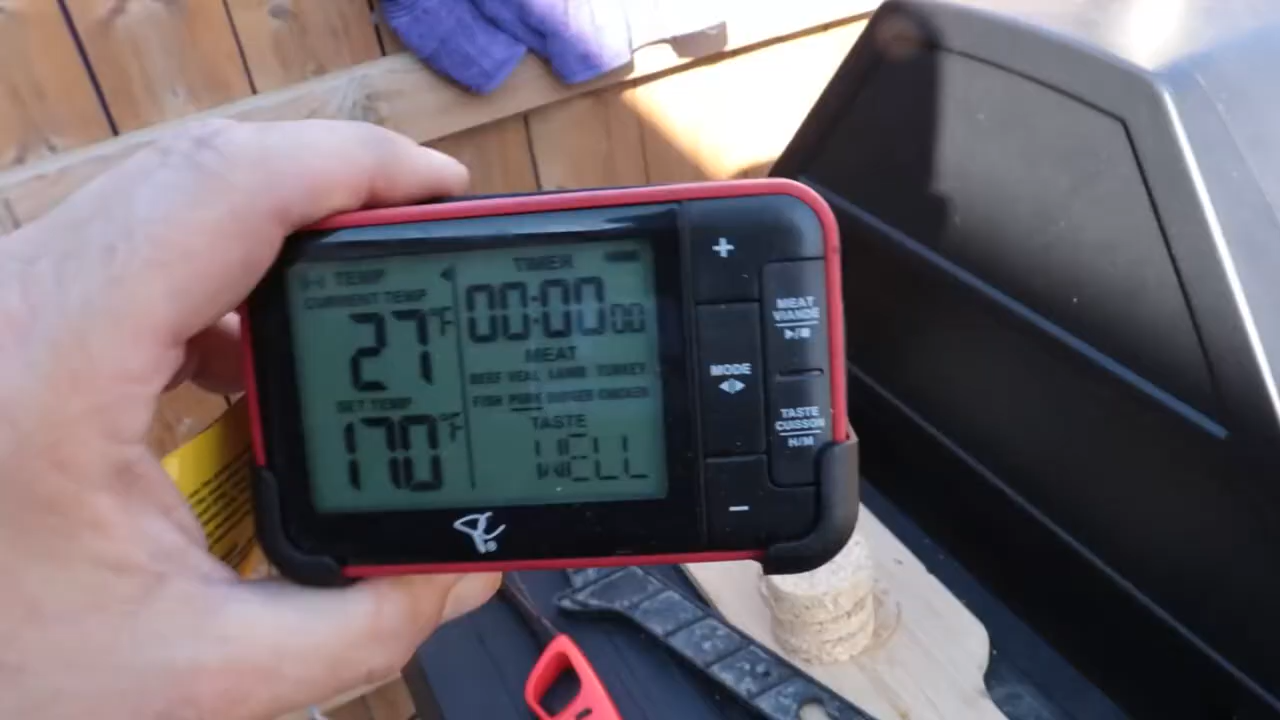 TEMP
CURRENT TEMP
27°F
SET TEMP
170°F
TIMER
00:00 00
MEAT
BEEF VEAL LAMB TURKEY
FISH PORK BURGER CHICKEN
TASTE
WELL
+
MODE
−
MEAT
VIANDE
TASTE
CUISSON
H/M